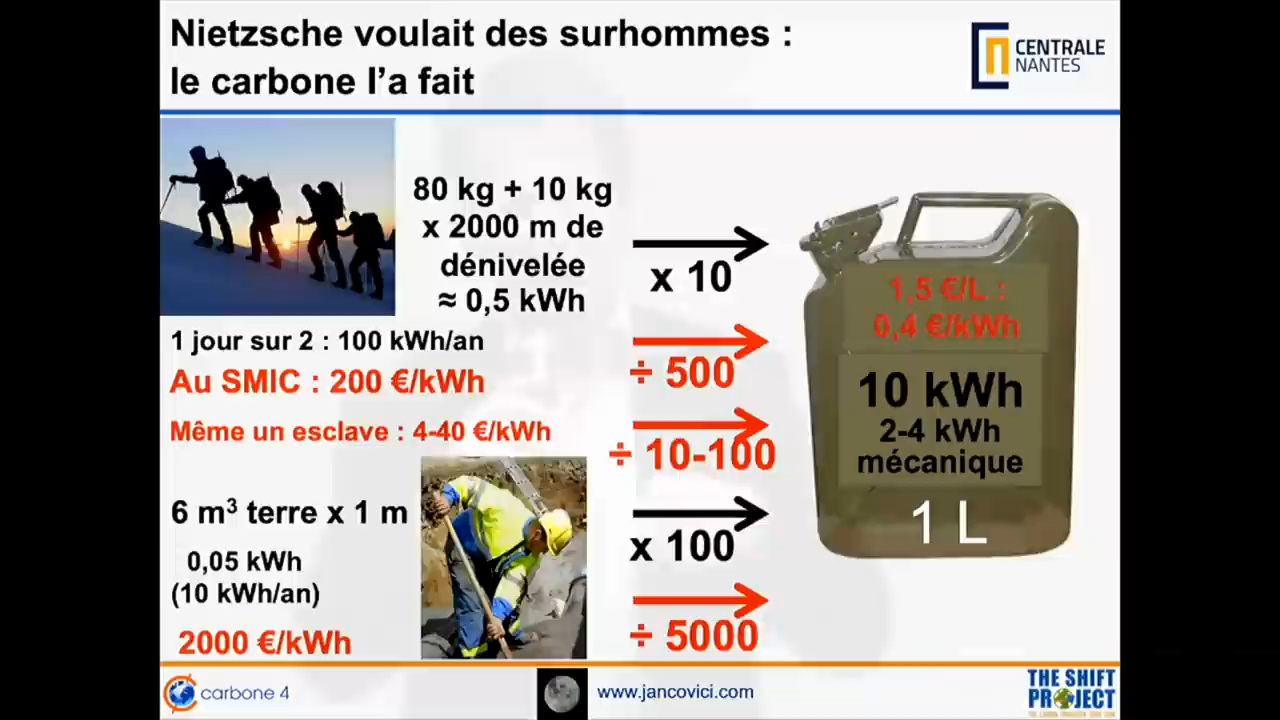 Nietzsche voulait des surhommes :
le carbone l'a fait
CENTRALE
NANTES
80 kg + 10 kg
x 2000 m de
dénivelée
≈ 0,5 kWh
x 10
1,5 €/L :
0,4 €/kWh
1 jour sur 2 : 100 kWh/an
Au SMIC : 200 €/kWh
÷ 500
10 kWh
2-4 kWh
mécanique
Même un esclave : 4-40 €/kWh
÷ 10-100
6 m³ terre x 1 m
0,05 kWh
(10 kWh/an)
x 100
1 L
2000 €/kWh
÷ 5000
carbone 4
www.jancovici.com
THE SHIFT
PROJECT